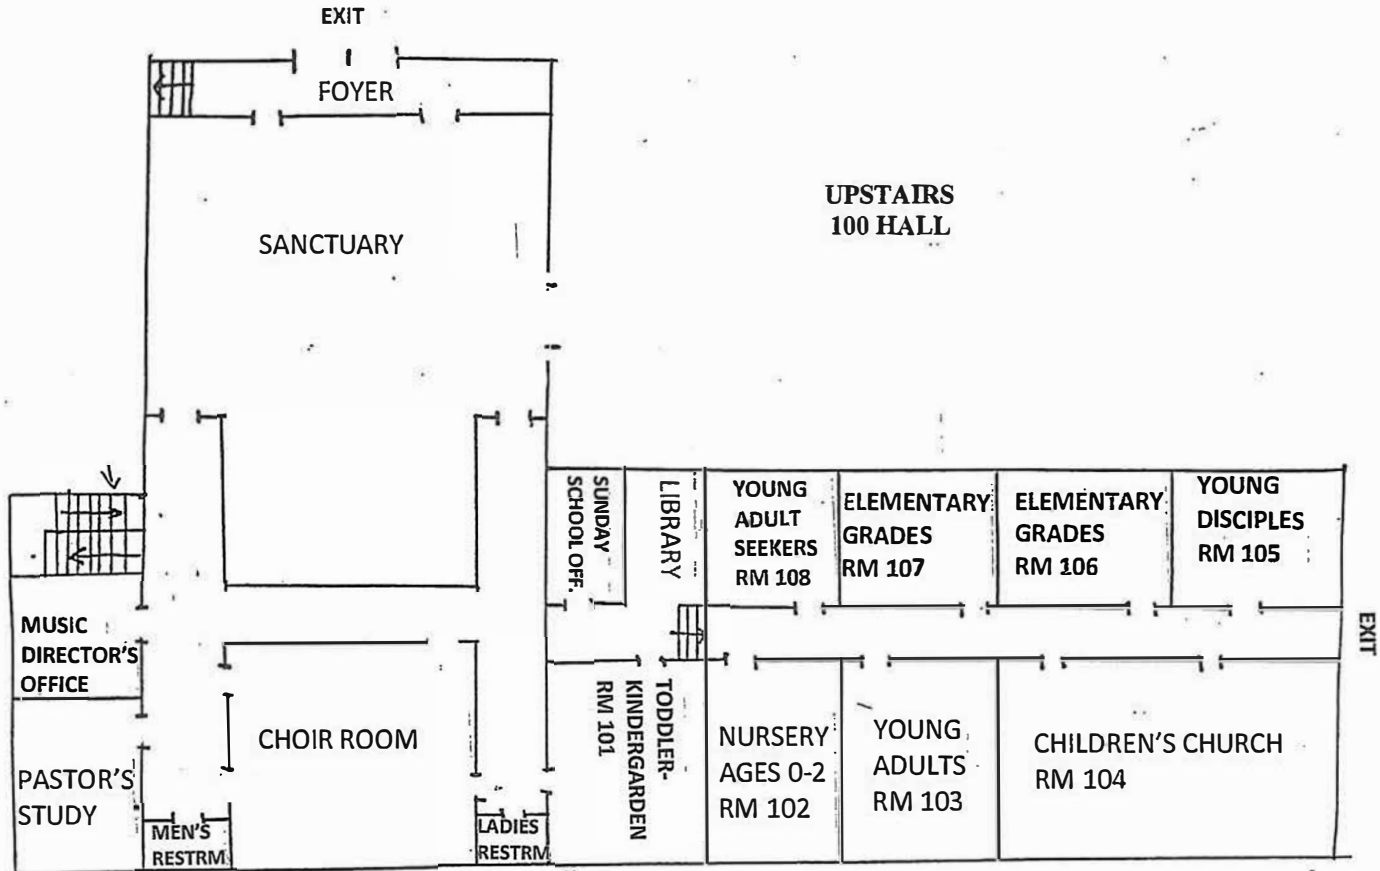 EXIT
FOYER
UPSTAIRS
100 HALL
SANCTUARY
SUNDAY
SCHOOL OFF.
LIBRARY
YOUNG
ADULT
SEEKERS
RM 108
ELEMENTARY
GRADES
RM 107
ELEMENTARY
GRADES
RM 106
YOUNG
DISCIPLES
RM 105
EXIT
MUSIC
DIRECTOR'S
OFFICE
PASTOR'S
STUDY
CHOIR ROOM
MEN'S
RESTRM
LADIES
RESTRM
TODDLER-
KINDERGARDEN
RM 101
NURSERY
AGES 0-2
RM 102
YOUNG
ADULTS
RM 103
CHILDREN'S CHURCH
RM 104